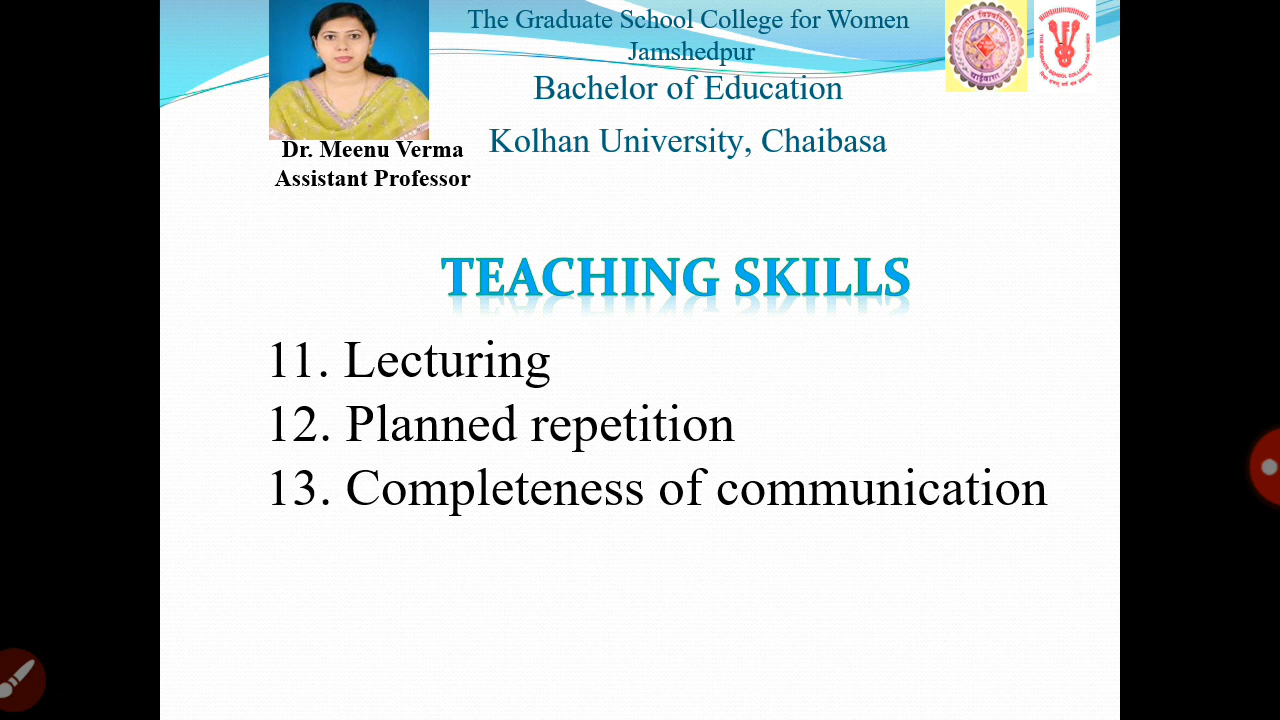 The Graduate School College for Women
Jamshedpur
Bachelor of Education
Kolhan University, Chaibasa
Dr. Meenu Verma
Assistant Professor
TEACHING SKILLS
11. Lecturing
12. Planned repetition
13. Completeness of communication